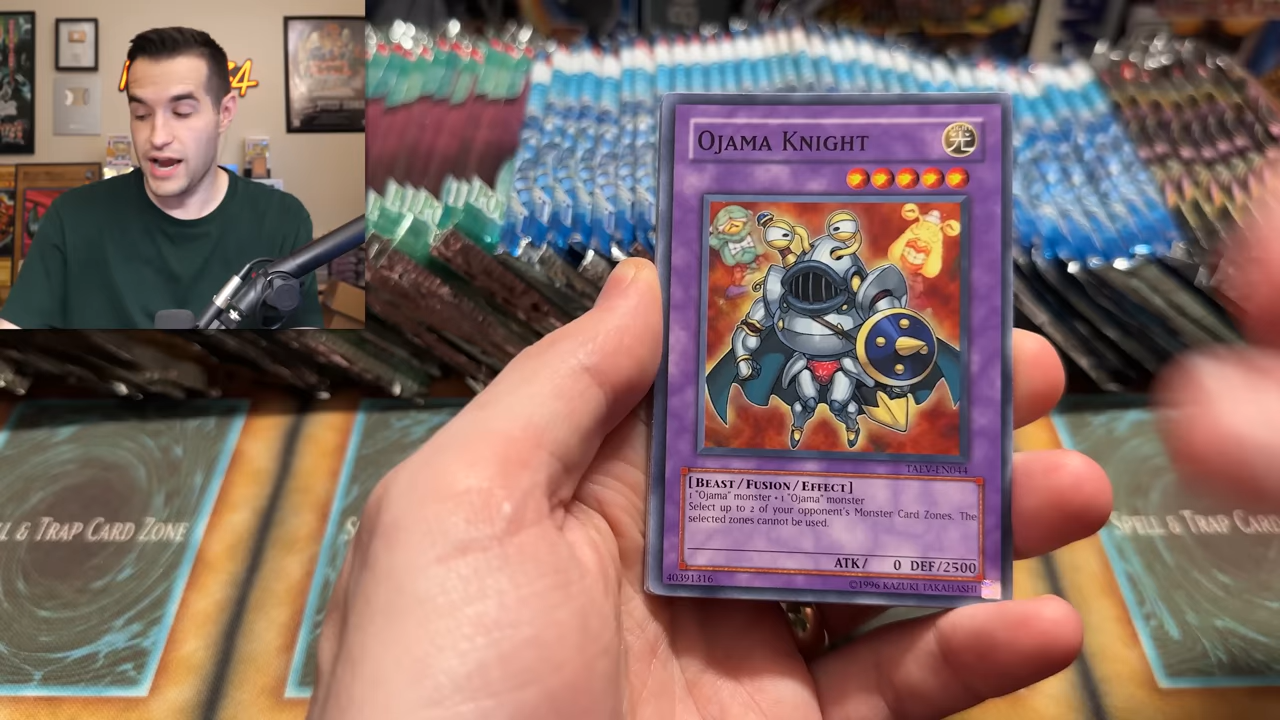 Ojama Knight
光
TAEV-EN044
[Beast/Fusion/Effect]
1 "Ojama" monster + 1 "Ojama" monster
Select up to 2 of your opponent's Monster Card Zones. The
selected zones cannot be used.
ATK/ 0 DEF/2500
40391316
©1996 KAZUKI TAKAHASHI
LL & TRAP CARD ZONE
SPELL & TRAP CARD